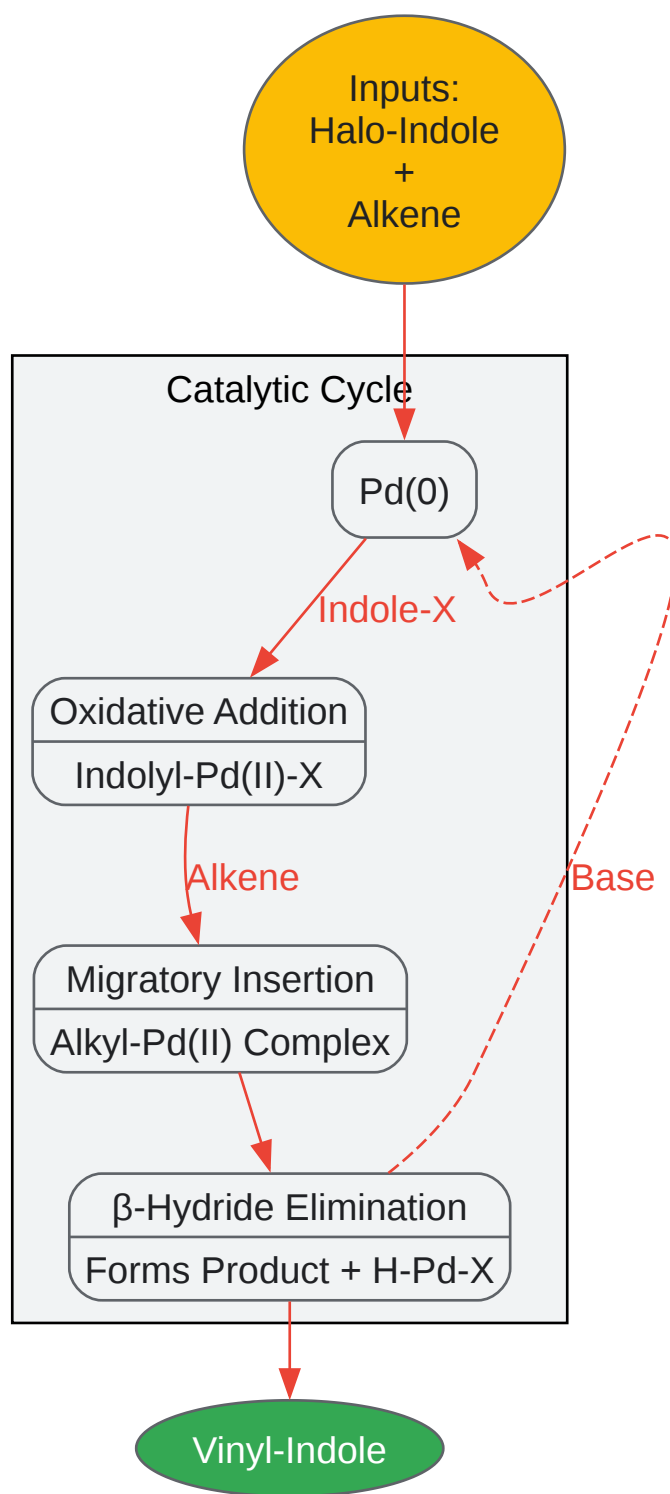 Inputs:
Halo-Indole
+
Alkene
Catalytic Cycle
Pd(0)
Indole-X
Oxidative Addition
Indolyl-Pd(II)-X
Alkene
Base
Migratory Insertion
Alkyl-Pd(II) Complex
β-Hydride Elimination
Forms Product + H-Pd-X
Vinyl-Indole